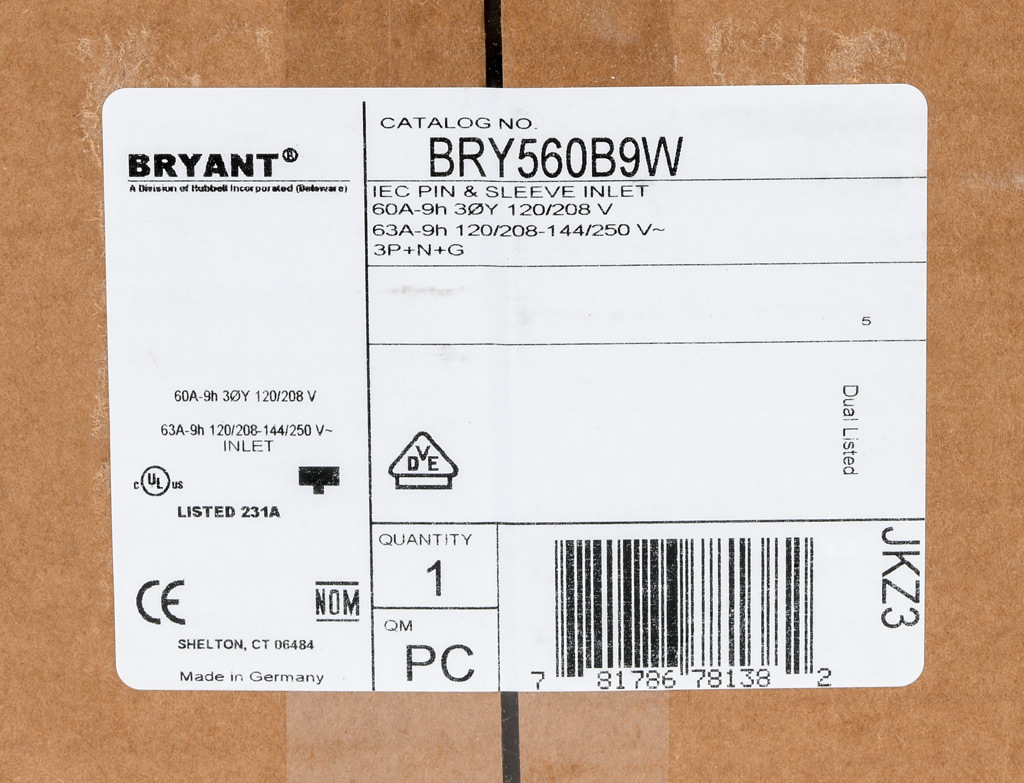 BRYANT®
A Division of Hubbell Incorporated (Delaware)
CATALOG NO.
BRY560B9W
IEC PIN & SLEEVE INLET
60A-9h 3ØY 120/208 V
63A-9h 120/208-144/250 V~
3P+N+G
5
60A-9h 3ØY 120/208 V
63A-9h 120/208-144/250 V~
INLET
c UL us
LISTED 231A
DVE
Dual Listed
CE
NOM
SHELTON, CT 06484
Made in Germany
QUANTITY
1
QM
PC
7 81786 78138 2
JKZ3